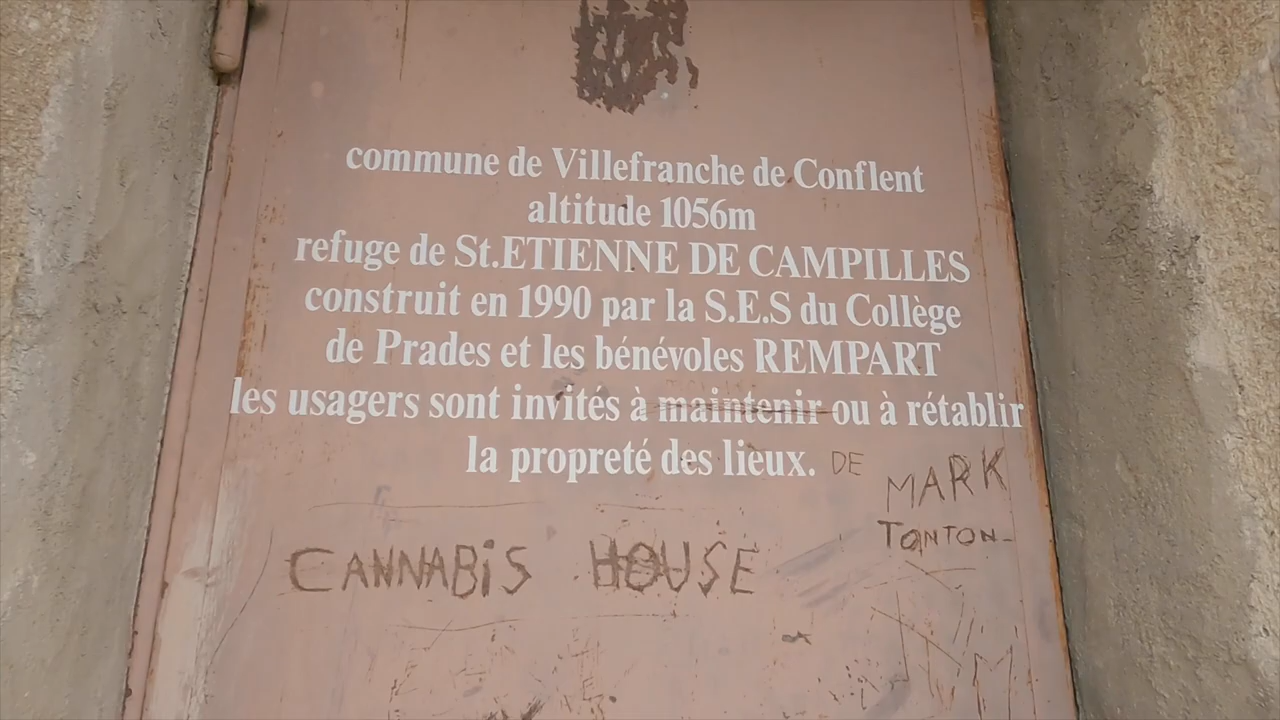 commune de Villefranche de Conflent
altitude 1056m
refuge de St.ETIENNE DE CAMPILLES
construit en 1990 par la S.E.S du Collège
de Prades et les bénévoles REMPART
les usagers sont invités à maintenir ou à rétablir
la propreté des lieux. DE
MARK
TONTON-
CANNABiS HOUSE